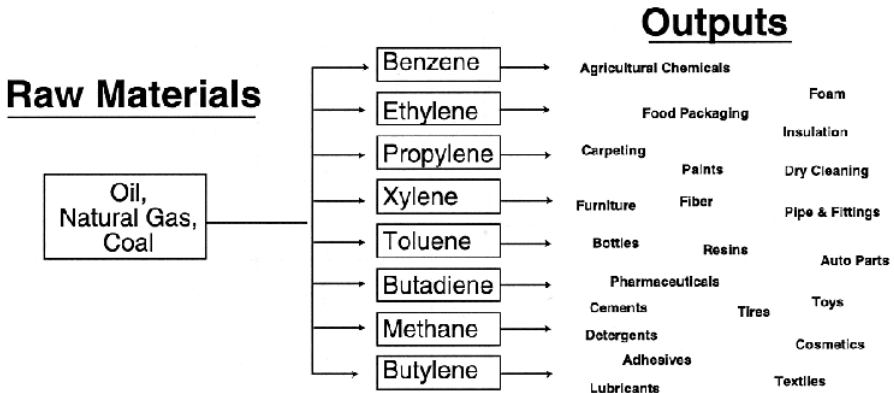 Outputs
Raw Materials
Oil,
Natural Gas,
Coal
Benzene
Ethylene
Propylene
Xylene
Toluene
Butadiene
Methane
Butylene
Agricultural Chemicals
Foam
Food Packaging
Insulation
Carpeting
Paints
Dry Cleaning
Furniture
Fiber
Pipe & Fittings
Bottles
Resins
Auto Parts
Pharmaceuticals
Cements
Tires
Toys
Detergents
Cosmetics
Adhesives
Lubricants
Textiles